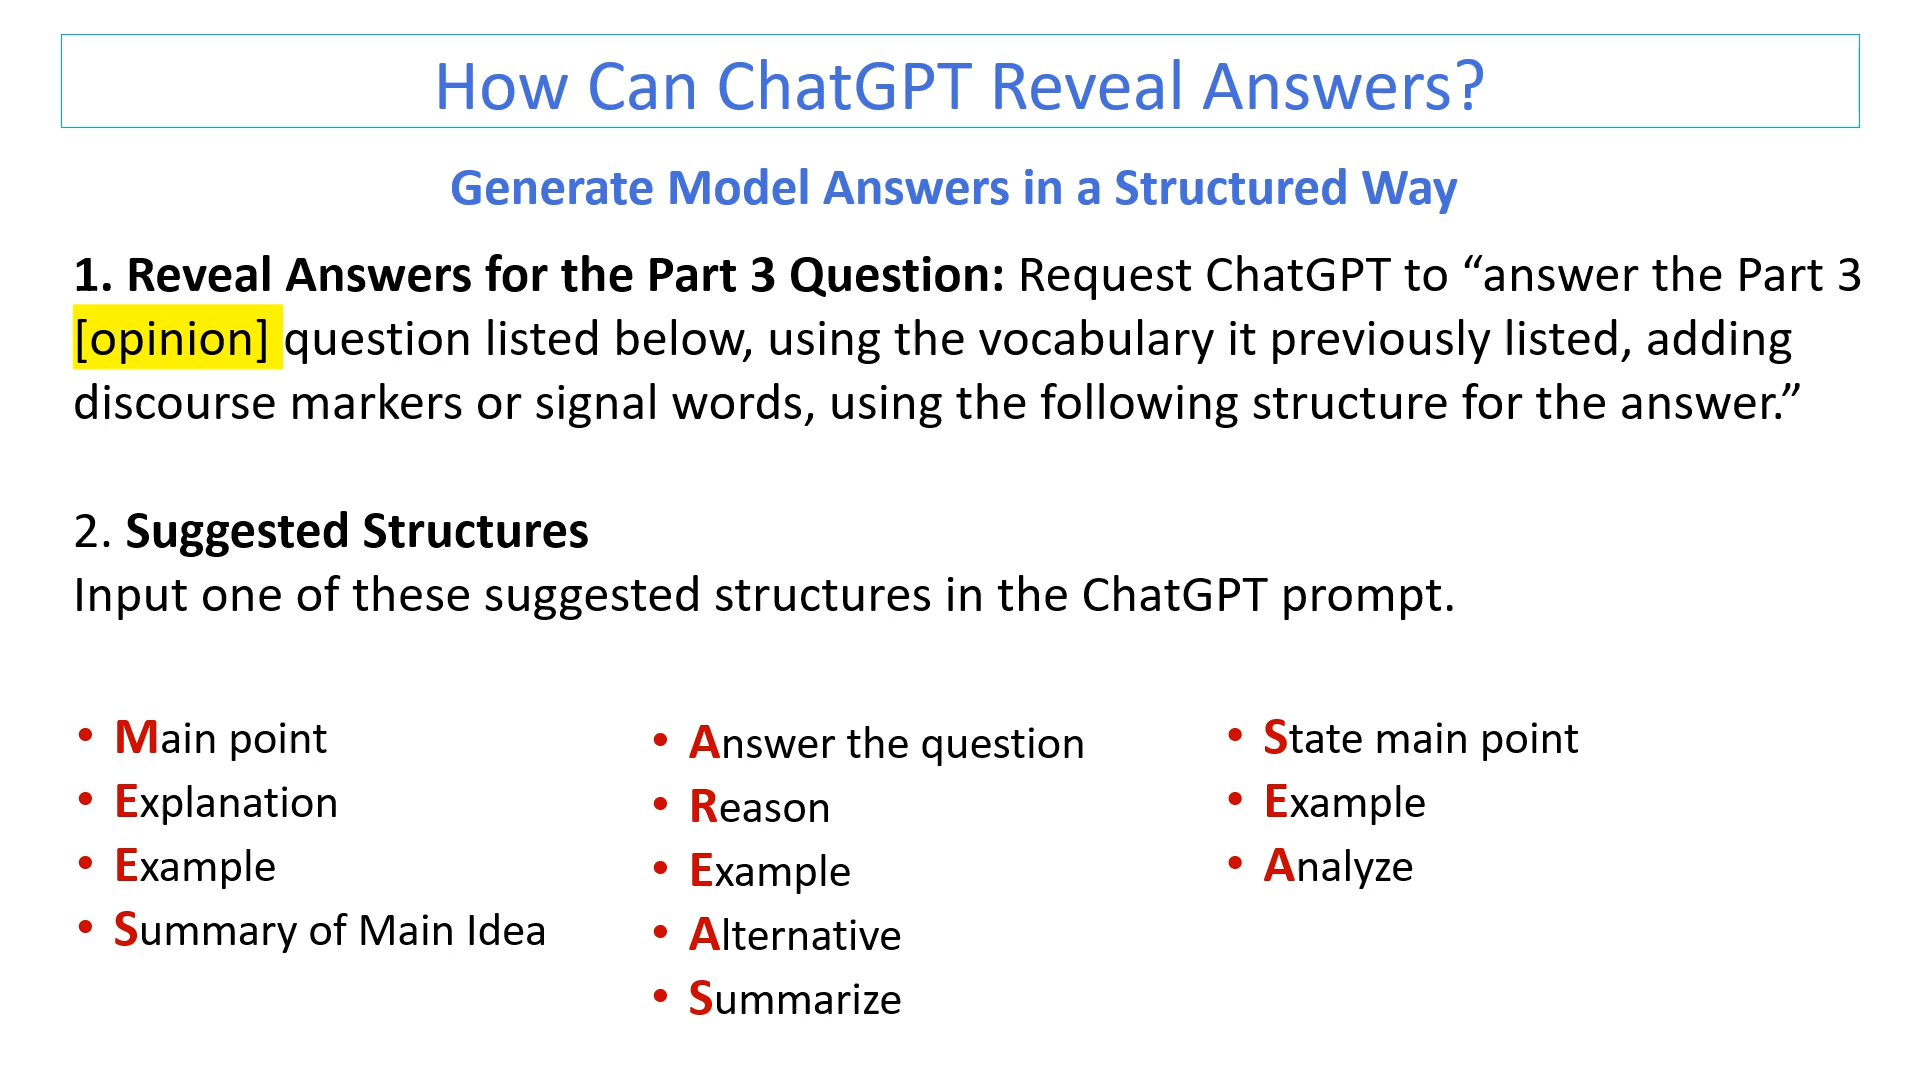 How Can ChatGPT Reveal Answers?
Generate Model Answers in a Structured Way
1. Reveal Answers for the Part 3 Question: Request ChatGPT to “answer the Part 3
[opinion] question listed below, using the vocabulary it previously listed, adding
discourse markers or signal words, using the following structure for the answer.”
2. Suggested Structures
Input one of these suggested structures in the ChatGPT prompt.
• Main point
• Explanation
• Example
• Summary of Main Idea
• Answer the question
• Reason
• Example
• Alternative
• Summarize
• State main point
• Example
• Analyze